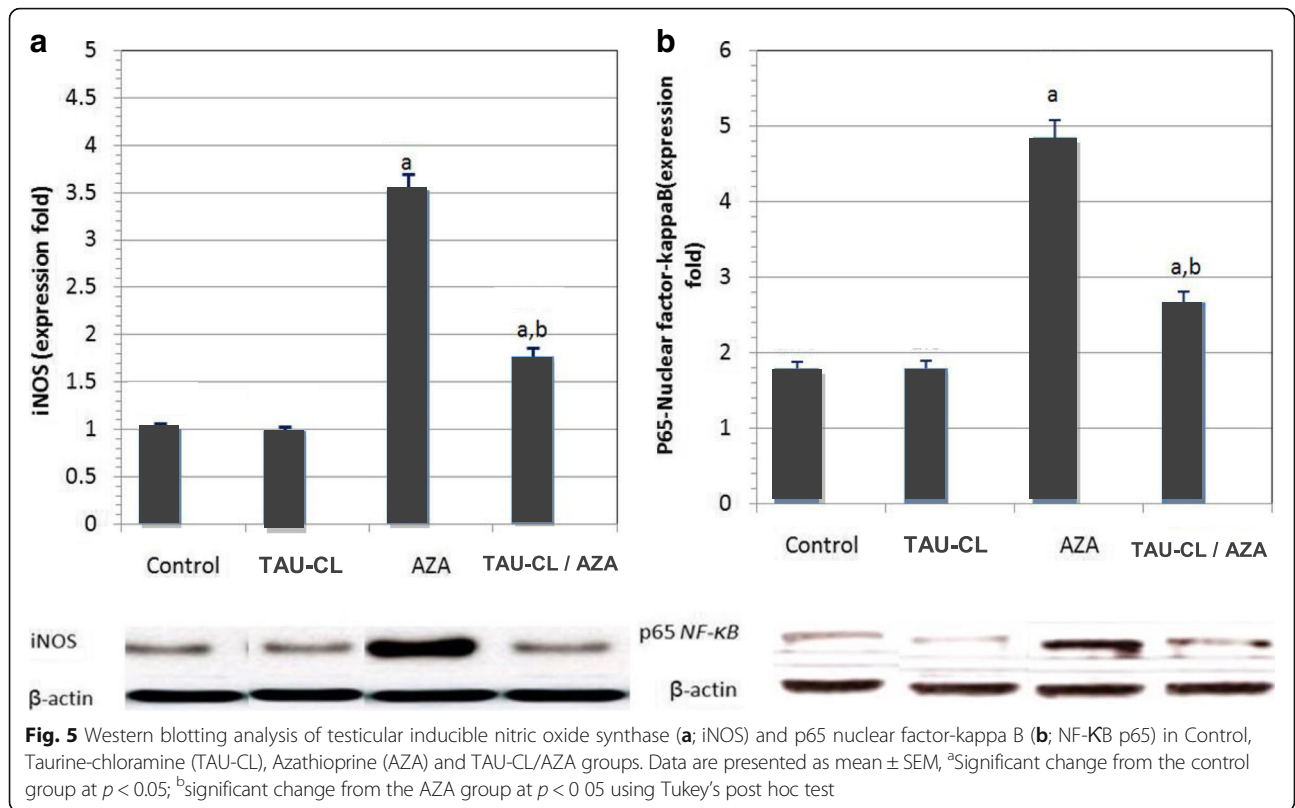 a
5
4.5
4
3.5
3
2.5
2
1.5
1
0.5
0
iNOS (expression fold)
a
a,b
Control TAU-CL AZA TAU-CL / AZA
iNOS
β-actin
b
6
5
4
3
2
1
0
P65-Nuclear factor-kappaB(expression
fold)
a
a,b
Control TAU-CL AZA TAU-CL / AZA
p65 NF-κB
β-actin
Fig. 5 Western blotting analysis of testicular inducible nitric oxide synthase (a; iNOS) and p65 nuclear factor-kappa B (b; NF-ƘB p65) in Control,
Taurine-chloramine (TAU-CL), Azathioprine (AZA) and TAU-CL/AZA groups. Data are presented as mean ± SEM, aSignificant change from the control
group at p < 0.05; bsignificant change from the AZA group at p < 0 05 using Tukey's post hoc test